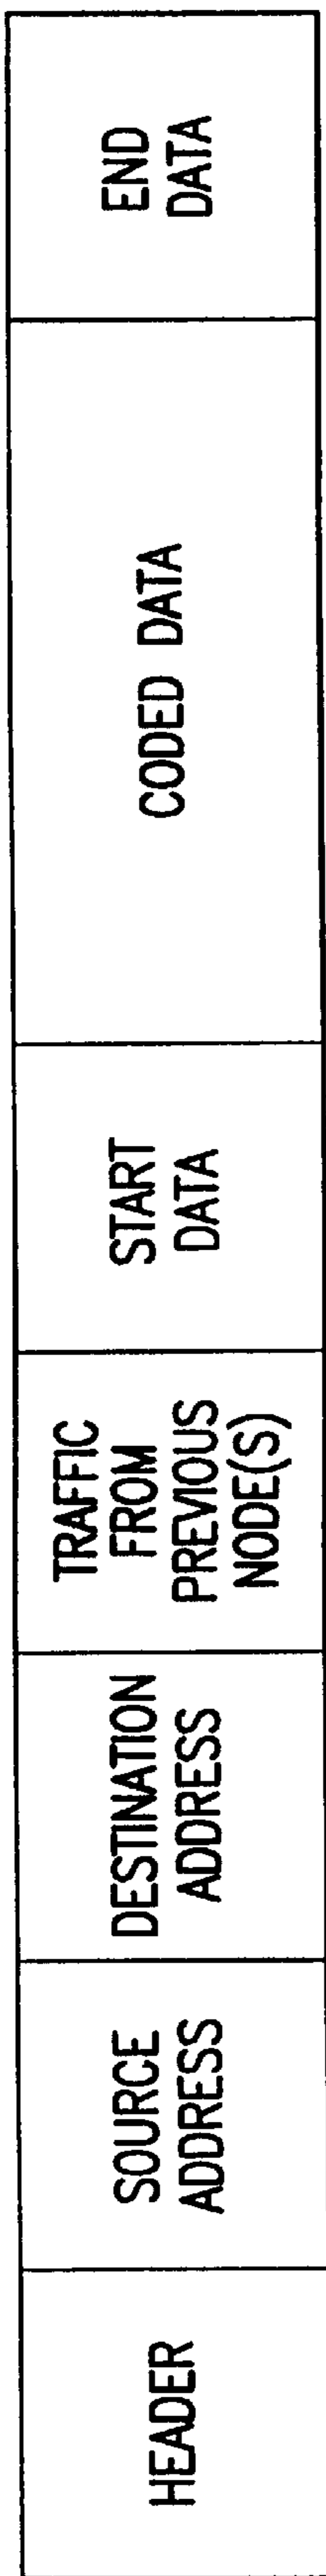 HEADER
SOURCE
ADDRESS
DESTINATION
ADDRESS
TRAFFIC
FROM
PREVIOUS
NODE(S)
START
DATA
CODED DATA
END
DATA